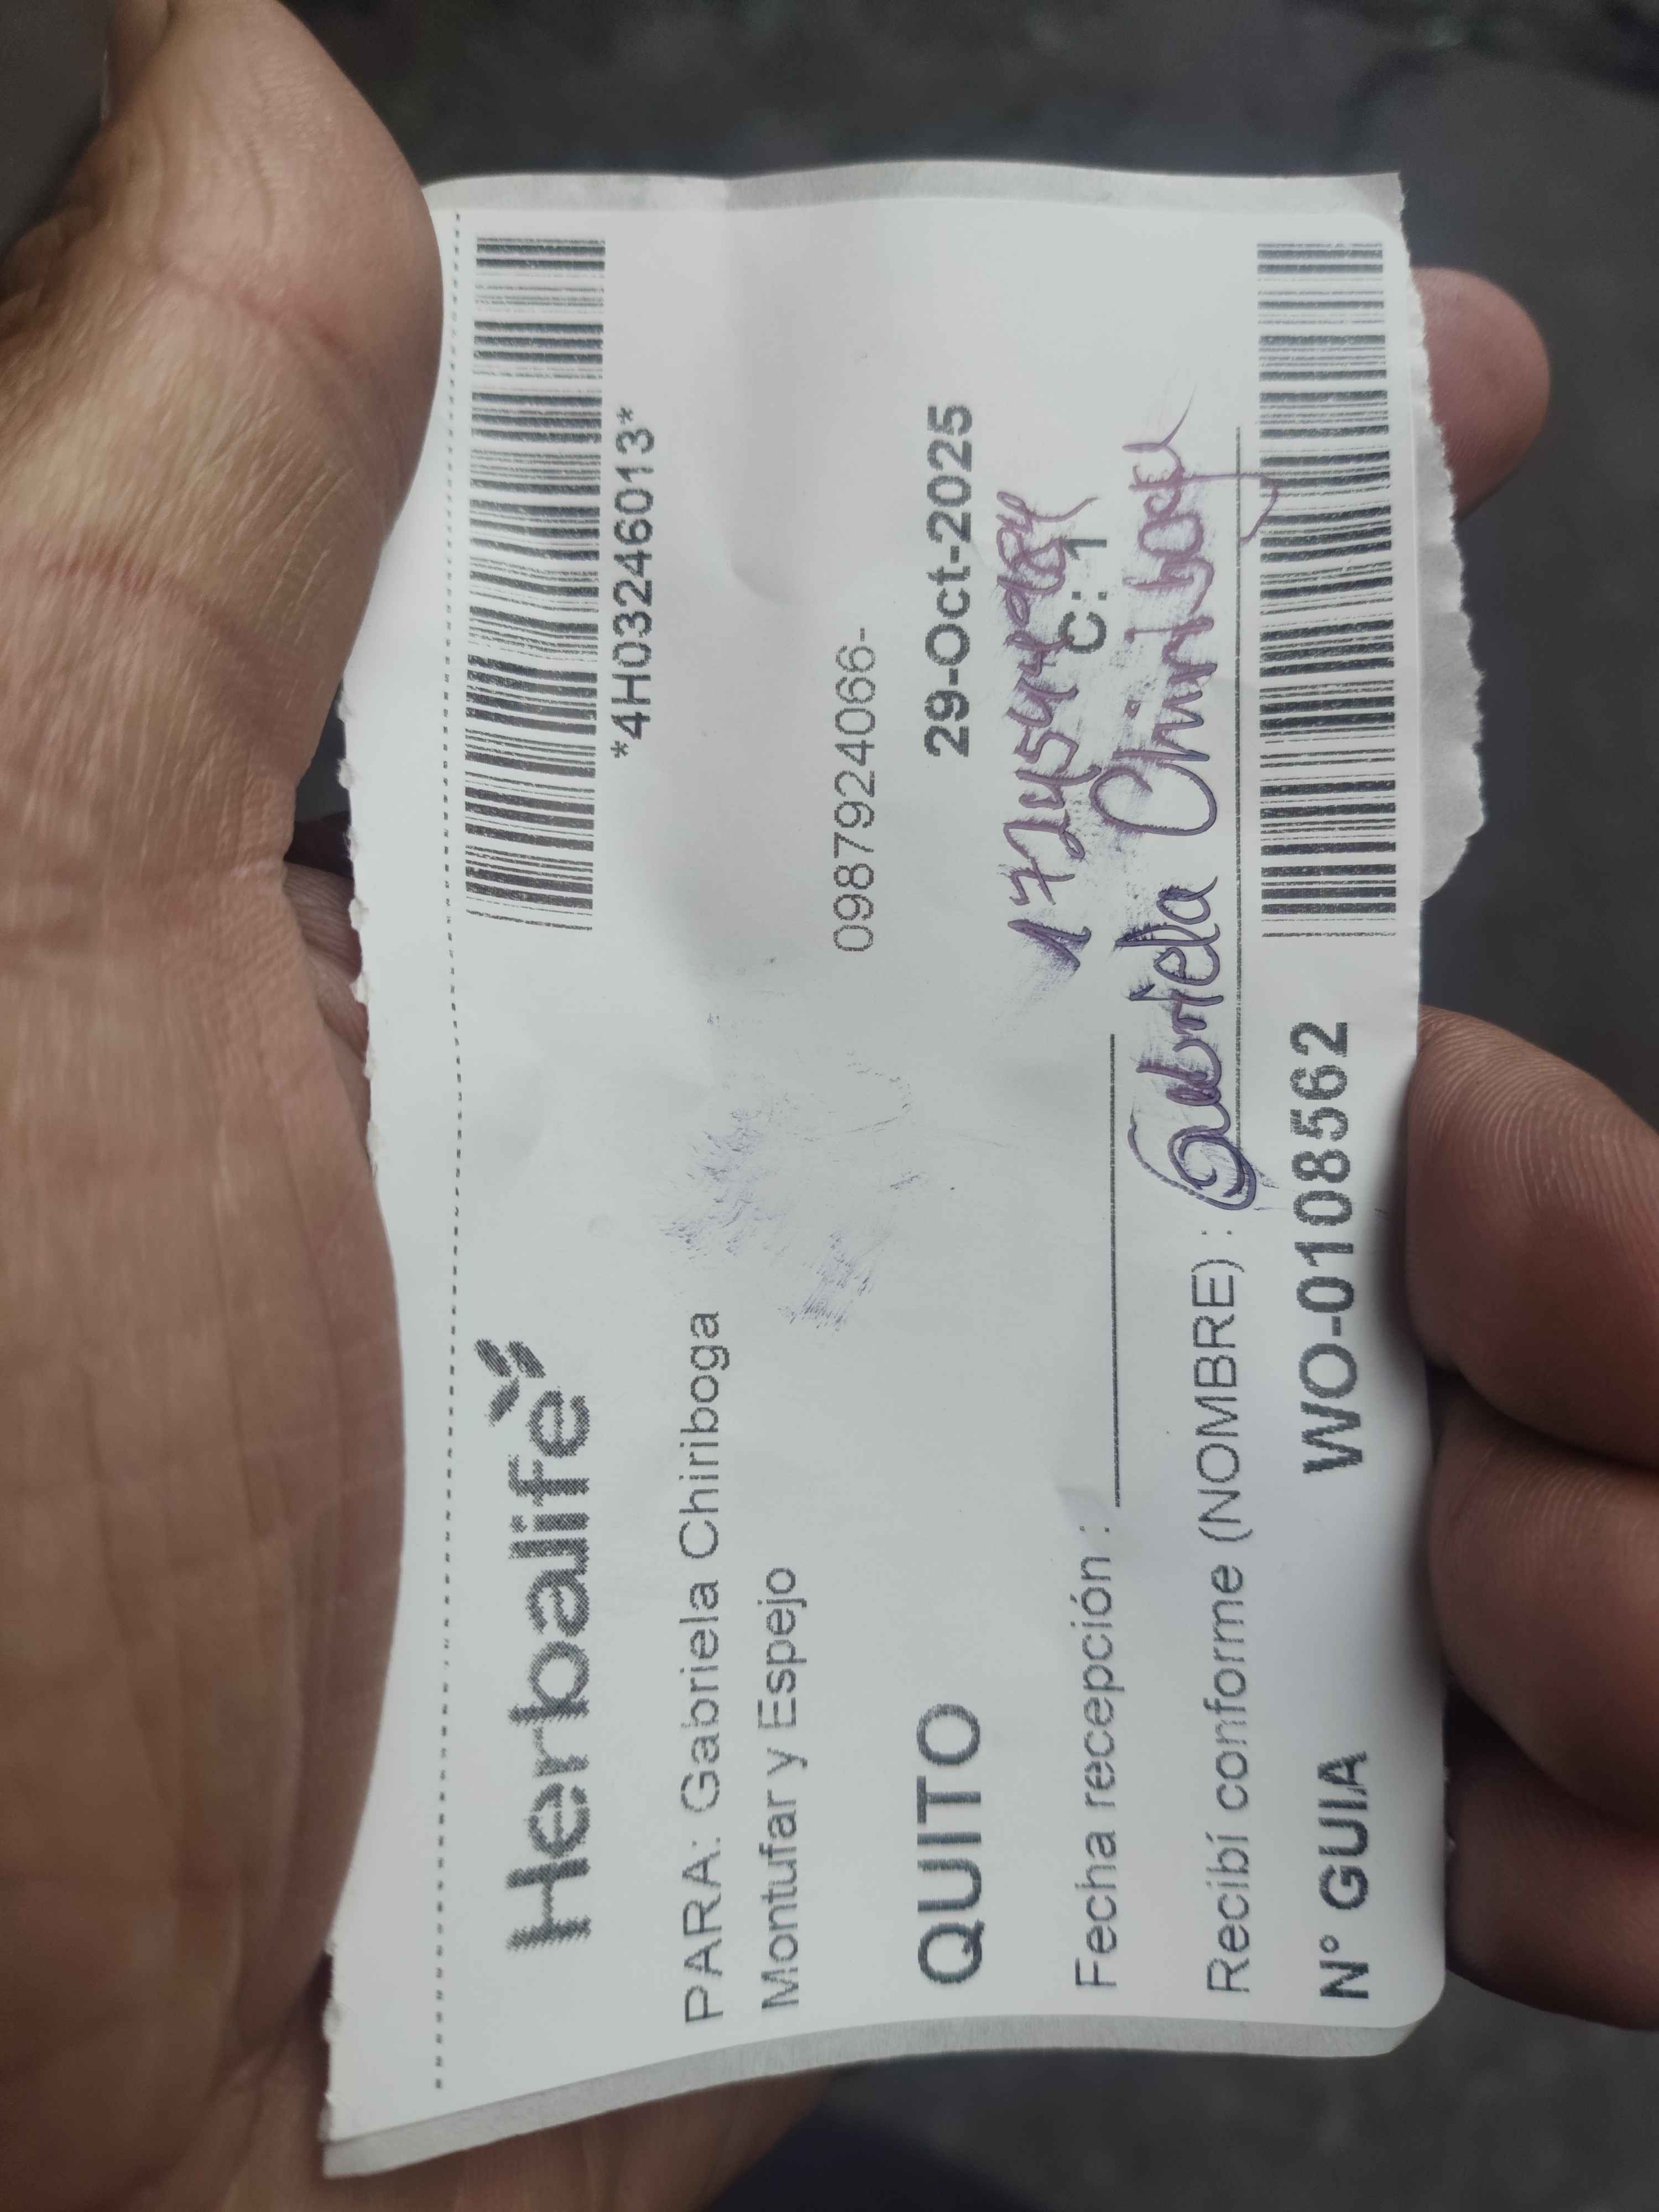 Herbalife
*4H03246013*
PARA: Gabriela Chiriboga
Montufar y Espejo
0987924066-
QUITO
29-Oct-2025
Fecha recepción :
C: 1
Recibí conforme (NOMBRE) : Gabriela Chiriboga
N° GUIA WO-0108562